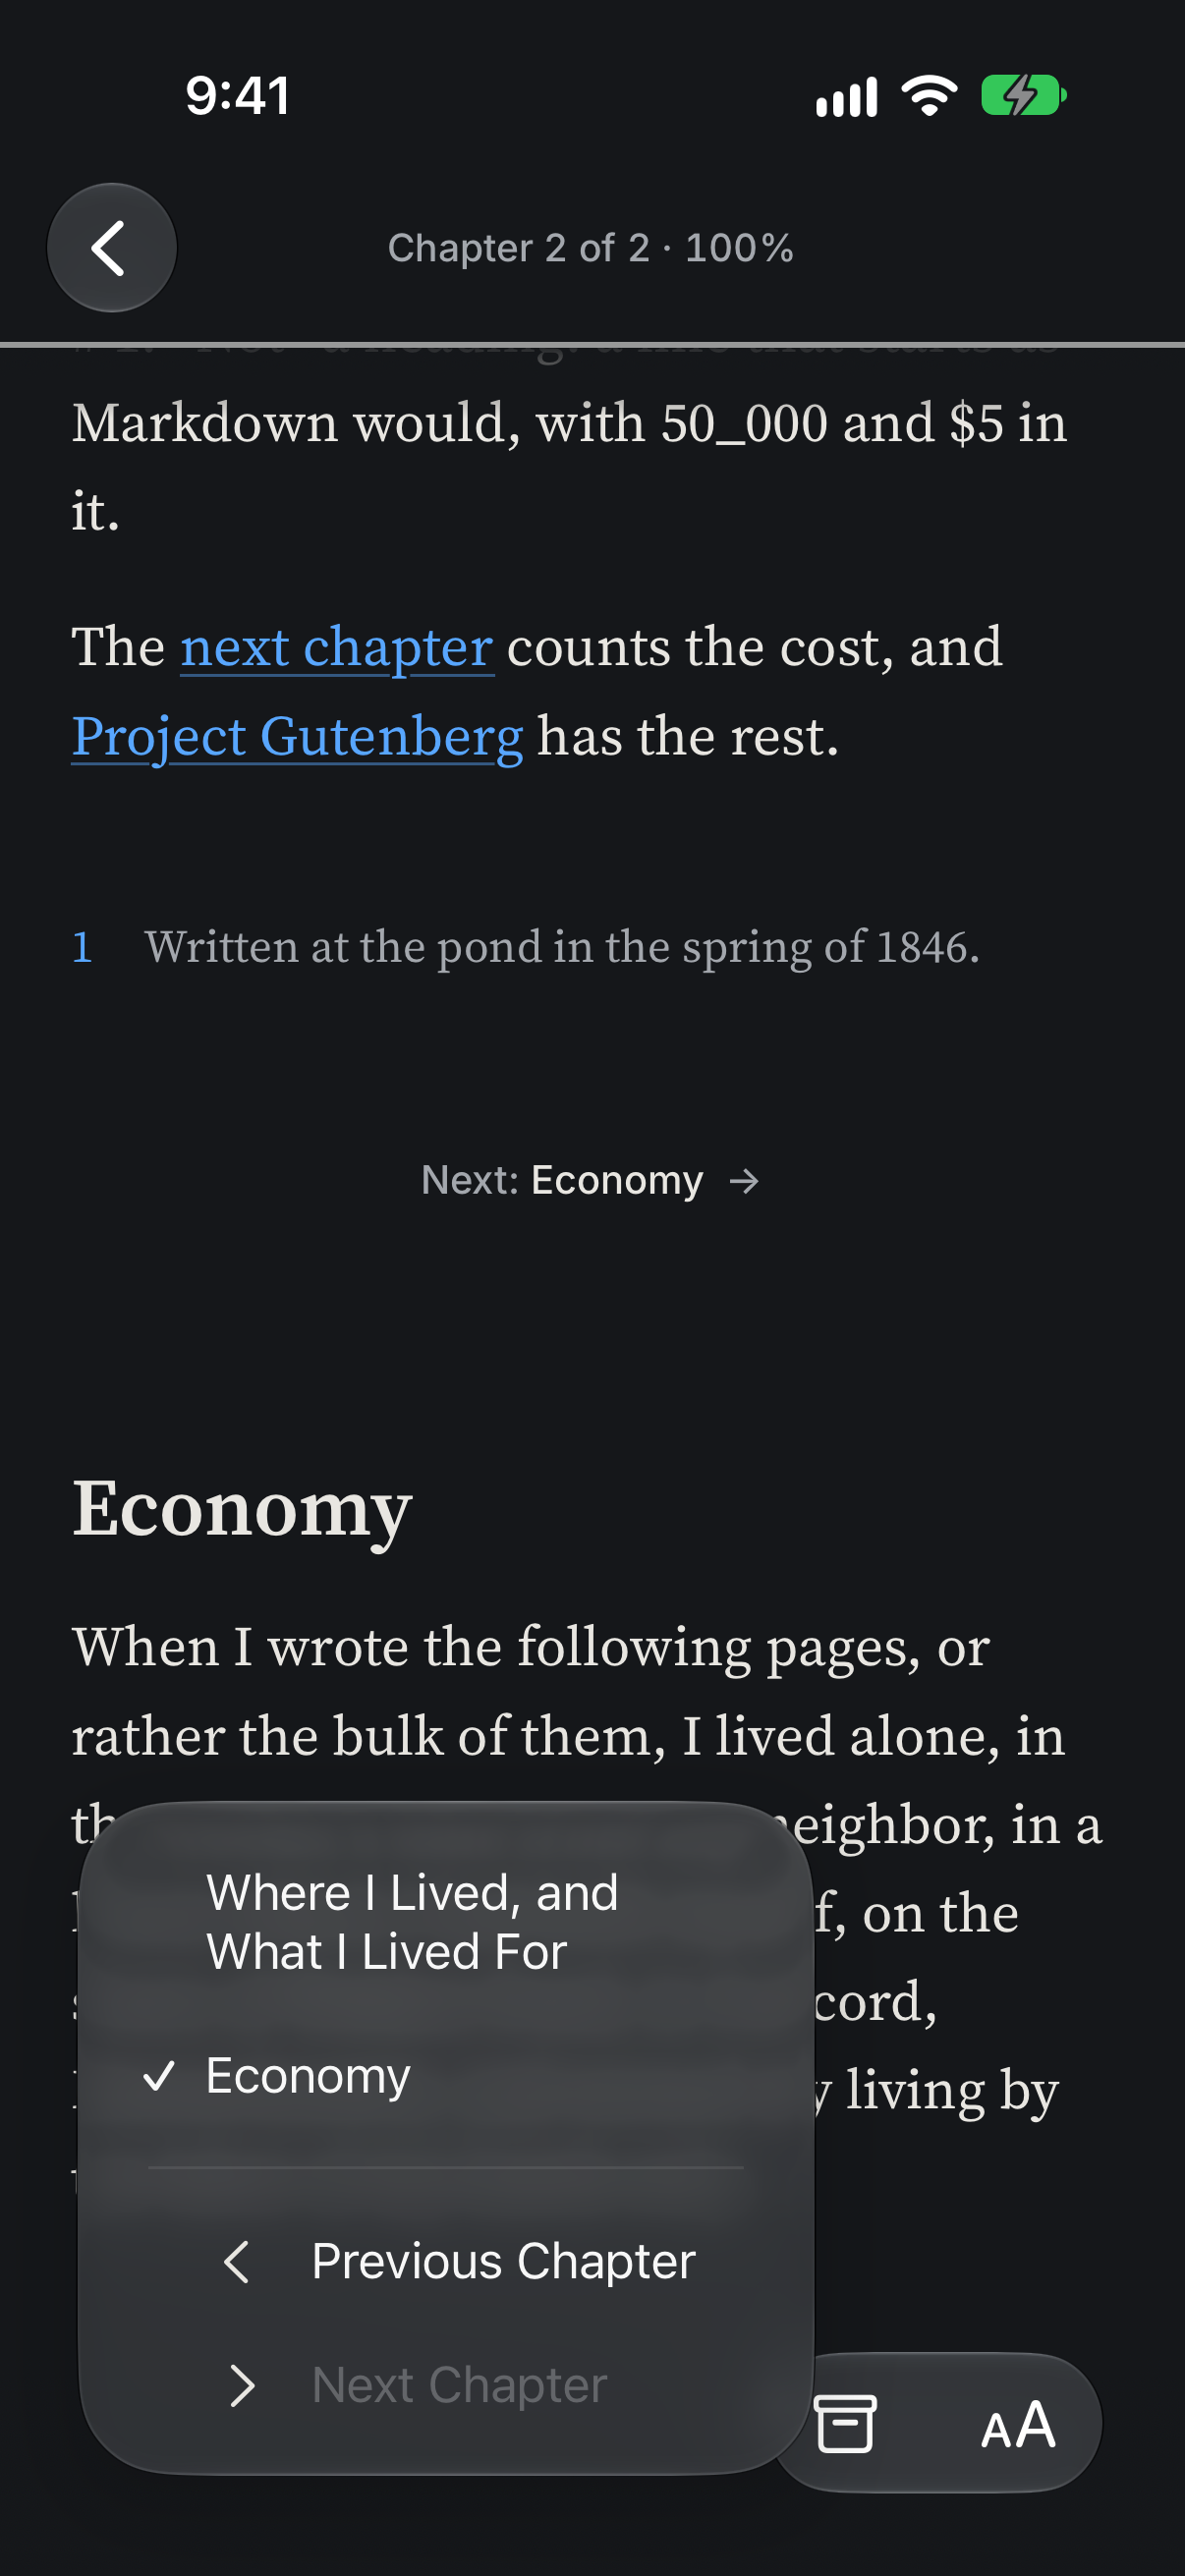 9:41
Chapter 2 of 2 · 100%
Markdown would, with 50_000 and $5 in
it.
The next chapter counts the cost, and
Project Gutenberg has the rest.
1 Written at the pond in the spring of 1846.
Next: Economy →
Economy
When I wrote the following pages, or
rather the bulk of them, I lived alone, in
neighbor, in a
on the
living by
Where I Lived, and
What I Lived For
✓ Economy
Previous Chapter
Next Chapter
AA